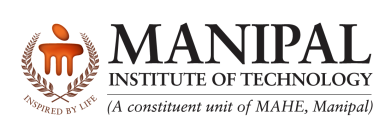 MANIPAL
INSTITUTE OF TECHNOLOGY
(A constituent unit of MAHE, Manipal)
INSPIRED BY LIFE